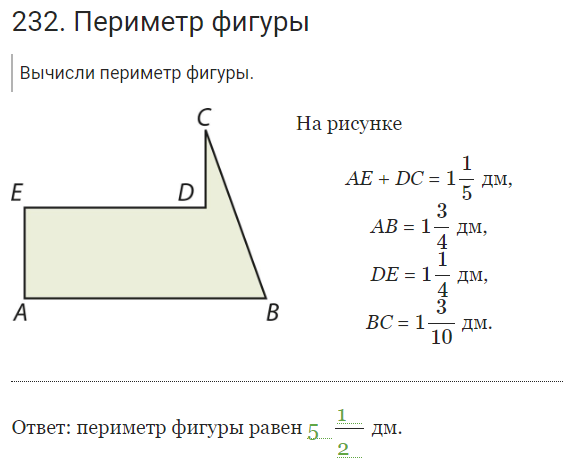 232. Периметр фигуры
Вычисли периметр фигуры.
C
E
D
A
B
На рисунке
AE + DC = 1 1/5 дм,
AB = 1 3/4 дм,
DE = 1 1/4 дм,
BC = 1 3/10 дм.
Ответ: периметр фигуры равен 5 1/2 дм.